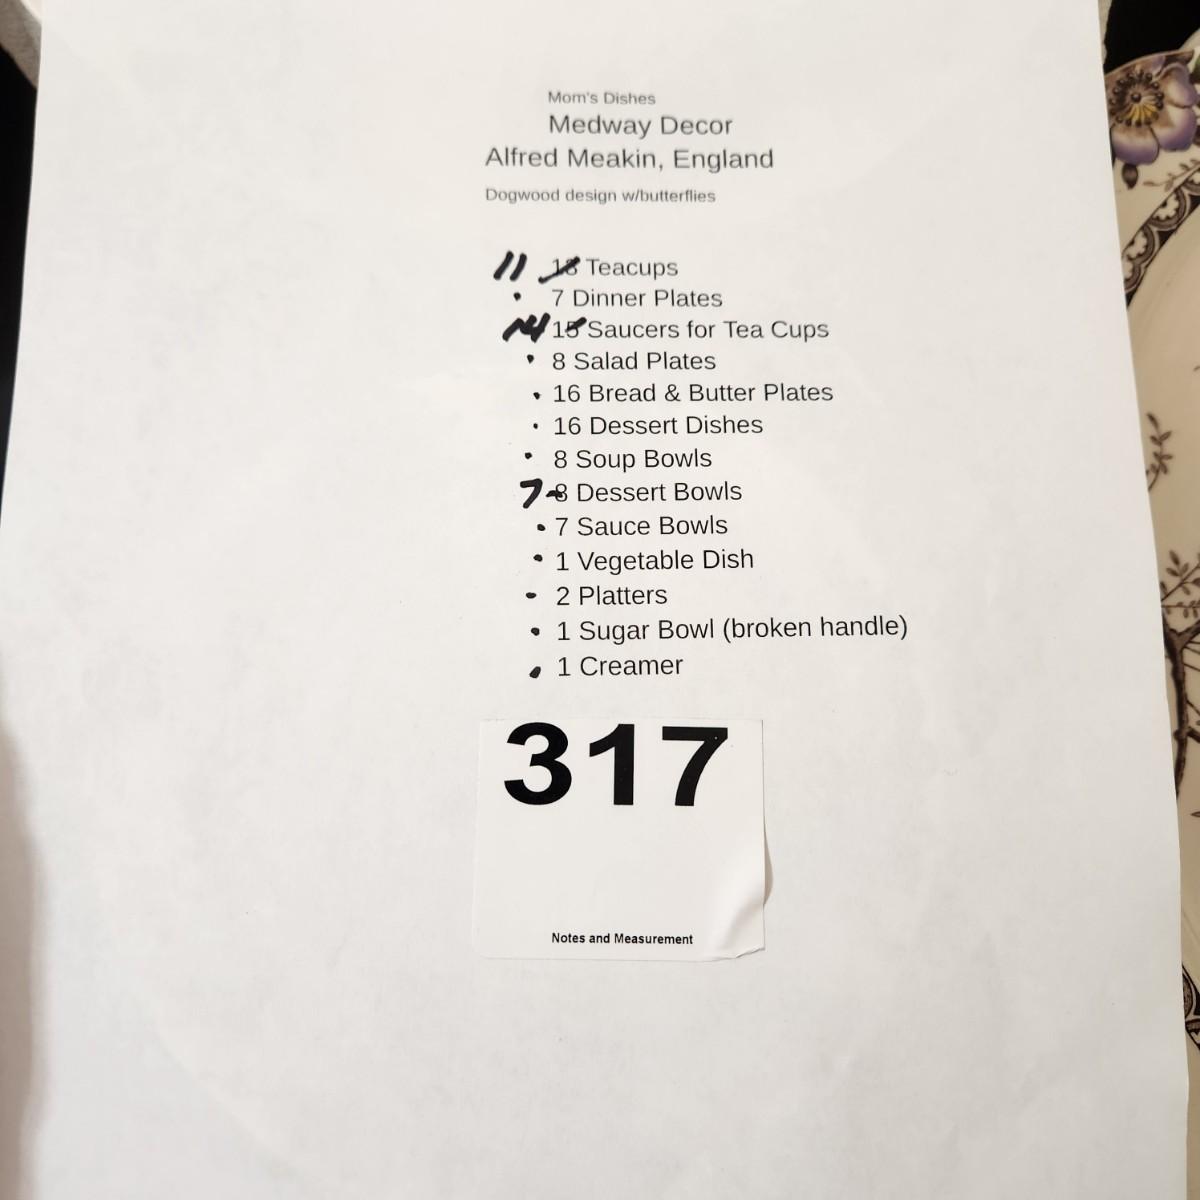 Mom's Dishes
Medway Decor
Alfred Meakin, England
Dogwood design w/butterflies
11 13 Teacups
• 7 Dinner Plates
14 15 Saucers for Tea Cups
• 8 Salad Plates
• 16 Bread & Butter Plates
• 16 Dessert Dishes
• 8 Soup Bowls
7 8 Dessert Bowls
• 7 Sauce Bowls
• 1 Vegetable Dish
• 2 Platters
• 1 Sugar Bowl (broken handle)
• 1 Creamer
317
Notes and Measurement